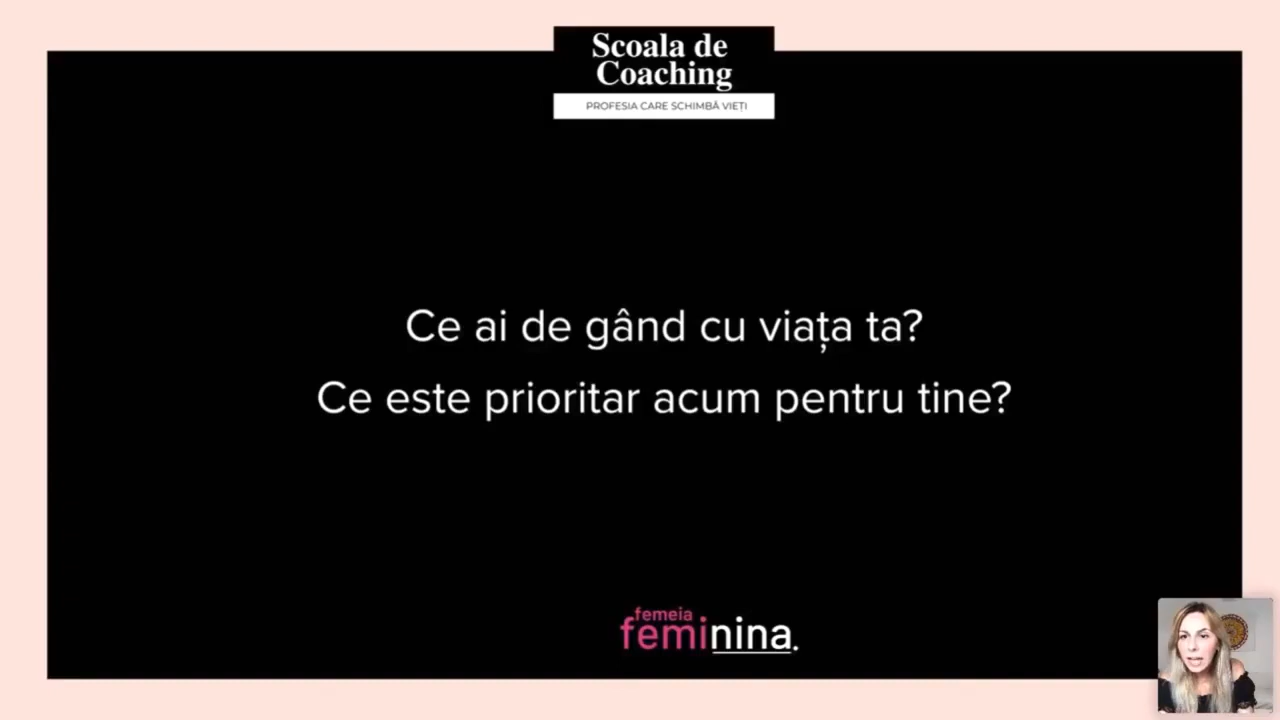 Scoala de
Coaching
PROFESIA CARE SCHIMBĂ VIEȚI
Ce ai de gând cu viața ta?
Ce este prioritar acum pentru tine?
femeia
feminina.